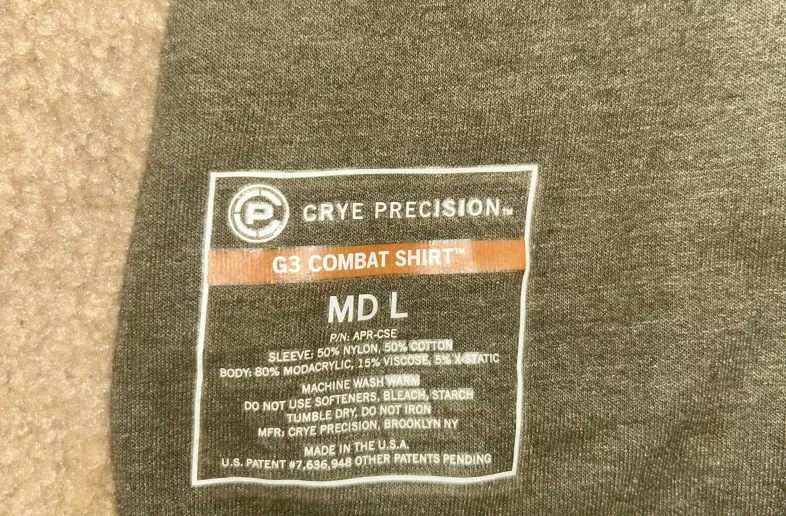 CRYE PRECISION™
G3 COMBAT SHIRT™
MD L
P/N: APR-CSE
SLEEVE: 50% NYLON, 50% COTTON
BODY: 80% MODACRYLIC, 15% VISCOSE, 5% X-STATIC
MACHINE WASH WARM
DO NOT USE SOFTENERS, BLEACH, STARCH
TUMBLE DRY, DO NOT IRON
MFR: CRYE PRECISION, BROOKLYN NY
MADE IN THE U.S.A.
U.S. PATENT #7,636,948 OTHER PATENTS PENDING